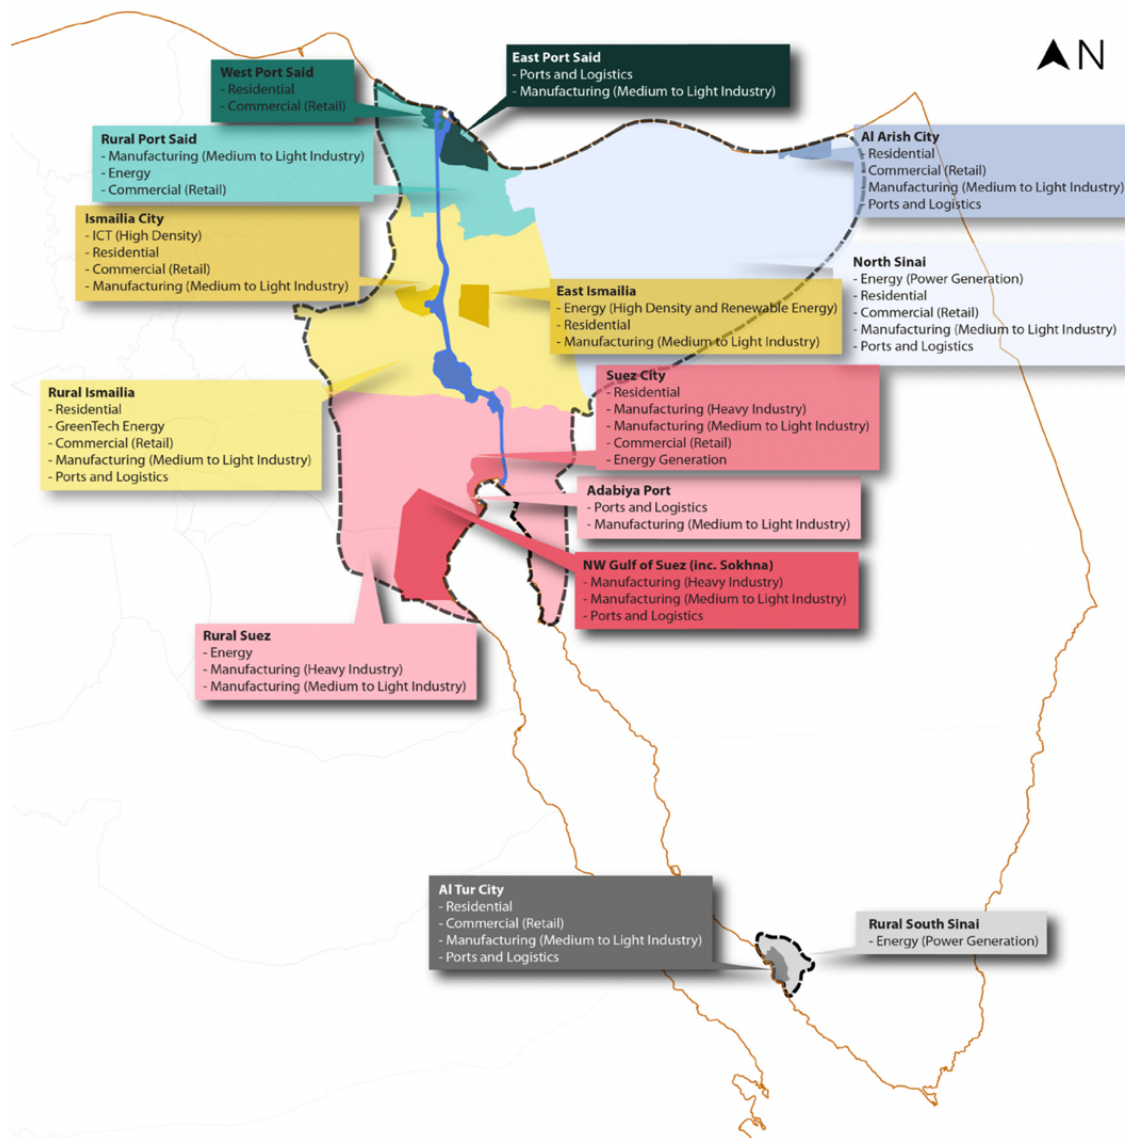 N
West Port Said
- Residential
- Commercial (Retail)
East Port Said
- Ports and Logistics
- Manufacturing (Medium to Light Industry)
Rural Port Said
- Manufacturing (Medium to Light Industry)
- Energy
- Commercial (Retail)
Al Arish City
Residential
Commercial (Retail)
Manufacturing (Medium to Light Industry)
Ports and Logistics
Ismailia City
- ICT (High Density)
- Residential
- Commercial (Retail)
- Manufacturing (Medium to Light Industry)
North Sinai
- Energy (Power Generation)
- Residential
- Commercial (Retail)
- Manufacturing (Medium to Light Industry)
- Ports and Logistics
East Ismailia
- Energy (High Density and Renewable Energy)
- Residential
- Manufacturing (Medium to Light Industry)
Rural Ismailia
- Residential
- GreenTech Energy
- Commercial (Retail)
- Manufacturing (Medium to Light Industry)
- Ports and Logistics
Suez City
- Residential
- Manufacturing (Heavy Industry)
- Manufacturing (Medium to Light Industry)
- Commercial (Retail)
- Energy Generation
Adabiya Port
- Ports and Logistics
- Manufacturing (Medium to Light Industry)
NW Gulf of Suez (inc. Sokhna)
- Manufacturing (Heavy Industry)
- Manufacturing (Medium to Light Industry)
- Ports and Logistics
Rural Suez
- Energy
- Manufacturing (Heavy Industry)
- Manufacturing (Medium to Light Industry)
Al Tur City
- Residential
- Commercial (Retail)
- Manufacturing (Medium to Light Industry)
- Ports and Logistics
Rural South Sinai
- Energy (Power Generation)